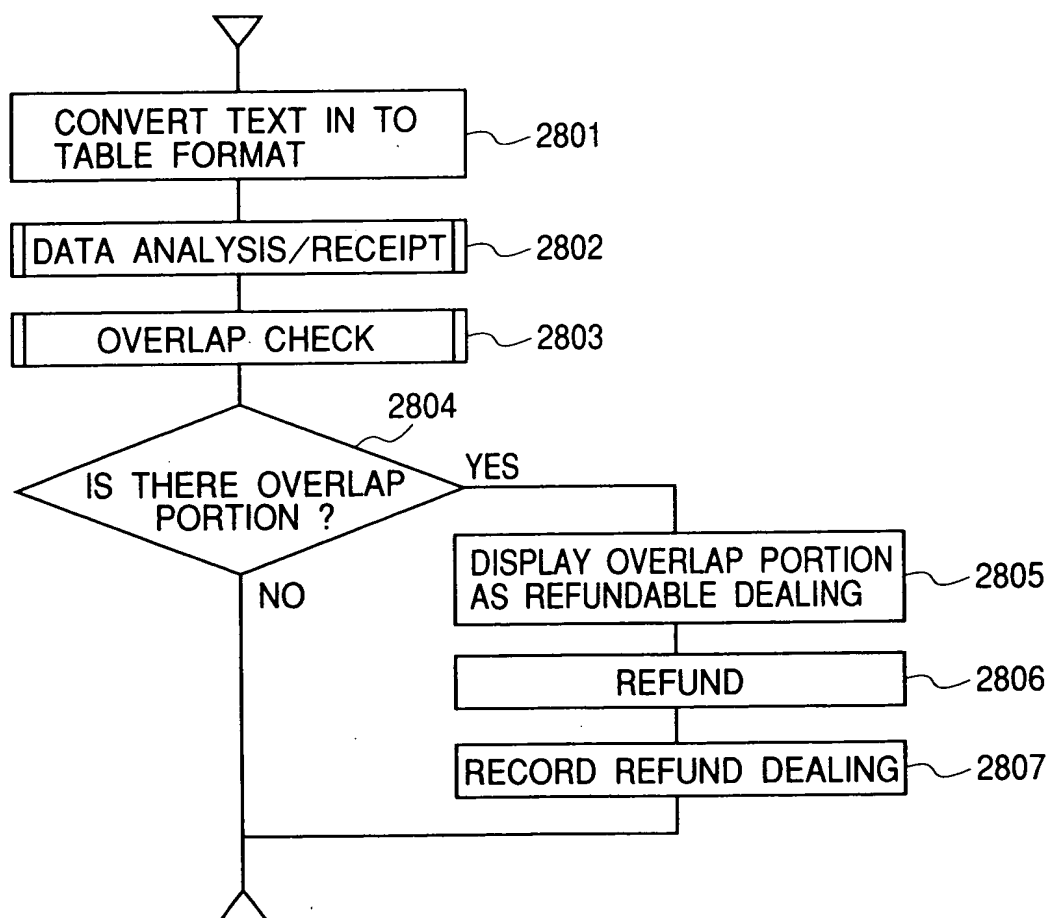 CONVERT TEXT IN TO
TABLE FORMAT
2801
DATA ANALYSIS/RECEIPT
2802
OVERLAP CHECK
2803
2804
IS THERE OVERLAP
PORTION ?
YES
NO
DISPLAY OVERLAP PORTION
AS REFUNDABLE DEALING
2805
REFUND
2806
RECORD REFUND DEALING
2807